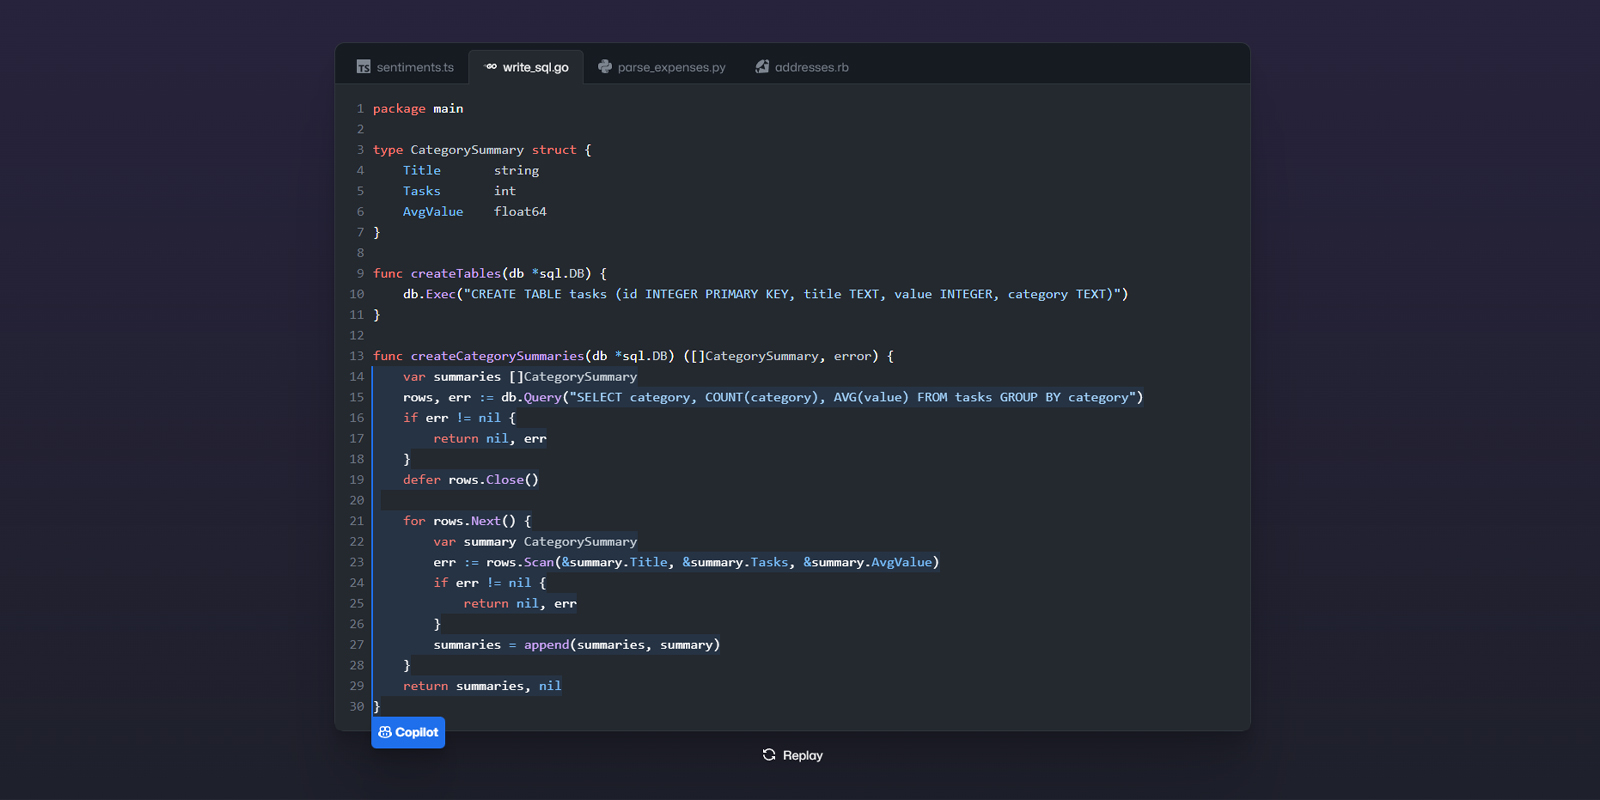 sentiments.ts write_sql.go parse_expenses.py addresses.rb
1 package main
2
3 type CategorySummary struct {
4     Title       string
5     Tasks       int
6     AvgValue    float64
7 }
8
9 func createTables(db *sql.DB) {
10     db.Exec("CREATE TABLE tasks (id INTEGER PRIMARY KEY, title TEXT, value INTEGER, category TEXT)")
11 }
12
13 func createCategorySummaries(db *sql.DB) ([]CategorySummary, error) {
14     var summaries []CategorySummary
15     rows, err := db.Query("SELECT category, COUNT(category), AVG(value) FROM tasks GROUP BY category")
16     if err != nil {
17         return nil, err
18     }
19     defer rows.Close()
20
21     for rows.Next() {
22         var summary CategorySummary
23         err := rows.Scan(&summary.Title, &summary.Tasks, &summary.AvgValue)
24         if err != nil {
25             return nil, err
26         }
27         summaries = append(summaries, summary)
28     }
29     return summaries, nil
30 }
Copilot
Replay